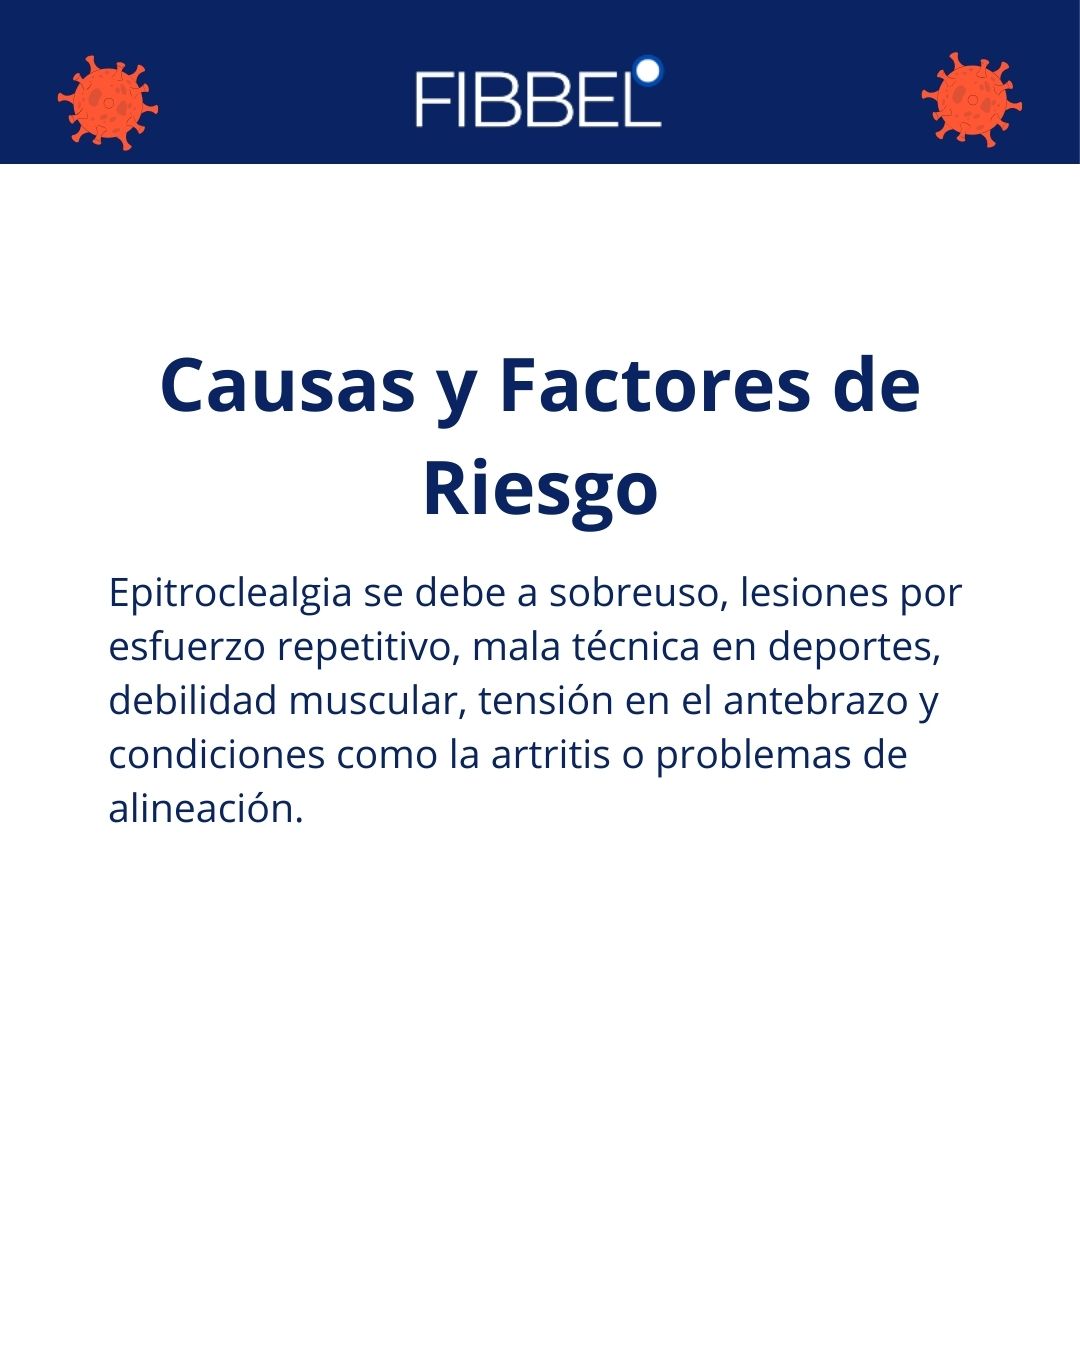 FIBBEL
Causas y Factores de
Riesgo
Epitroclealgia se debe a sobreuso, lesiones por
esfuerzo repetitivo, mala técnica en deportes,
debilidad muscular, tensión en el antebrazo y
condiciones como la artritis o problemas de
alineación.